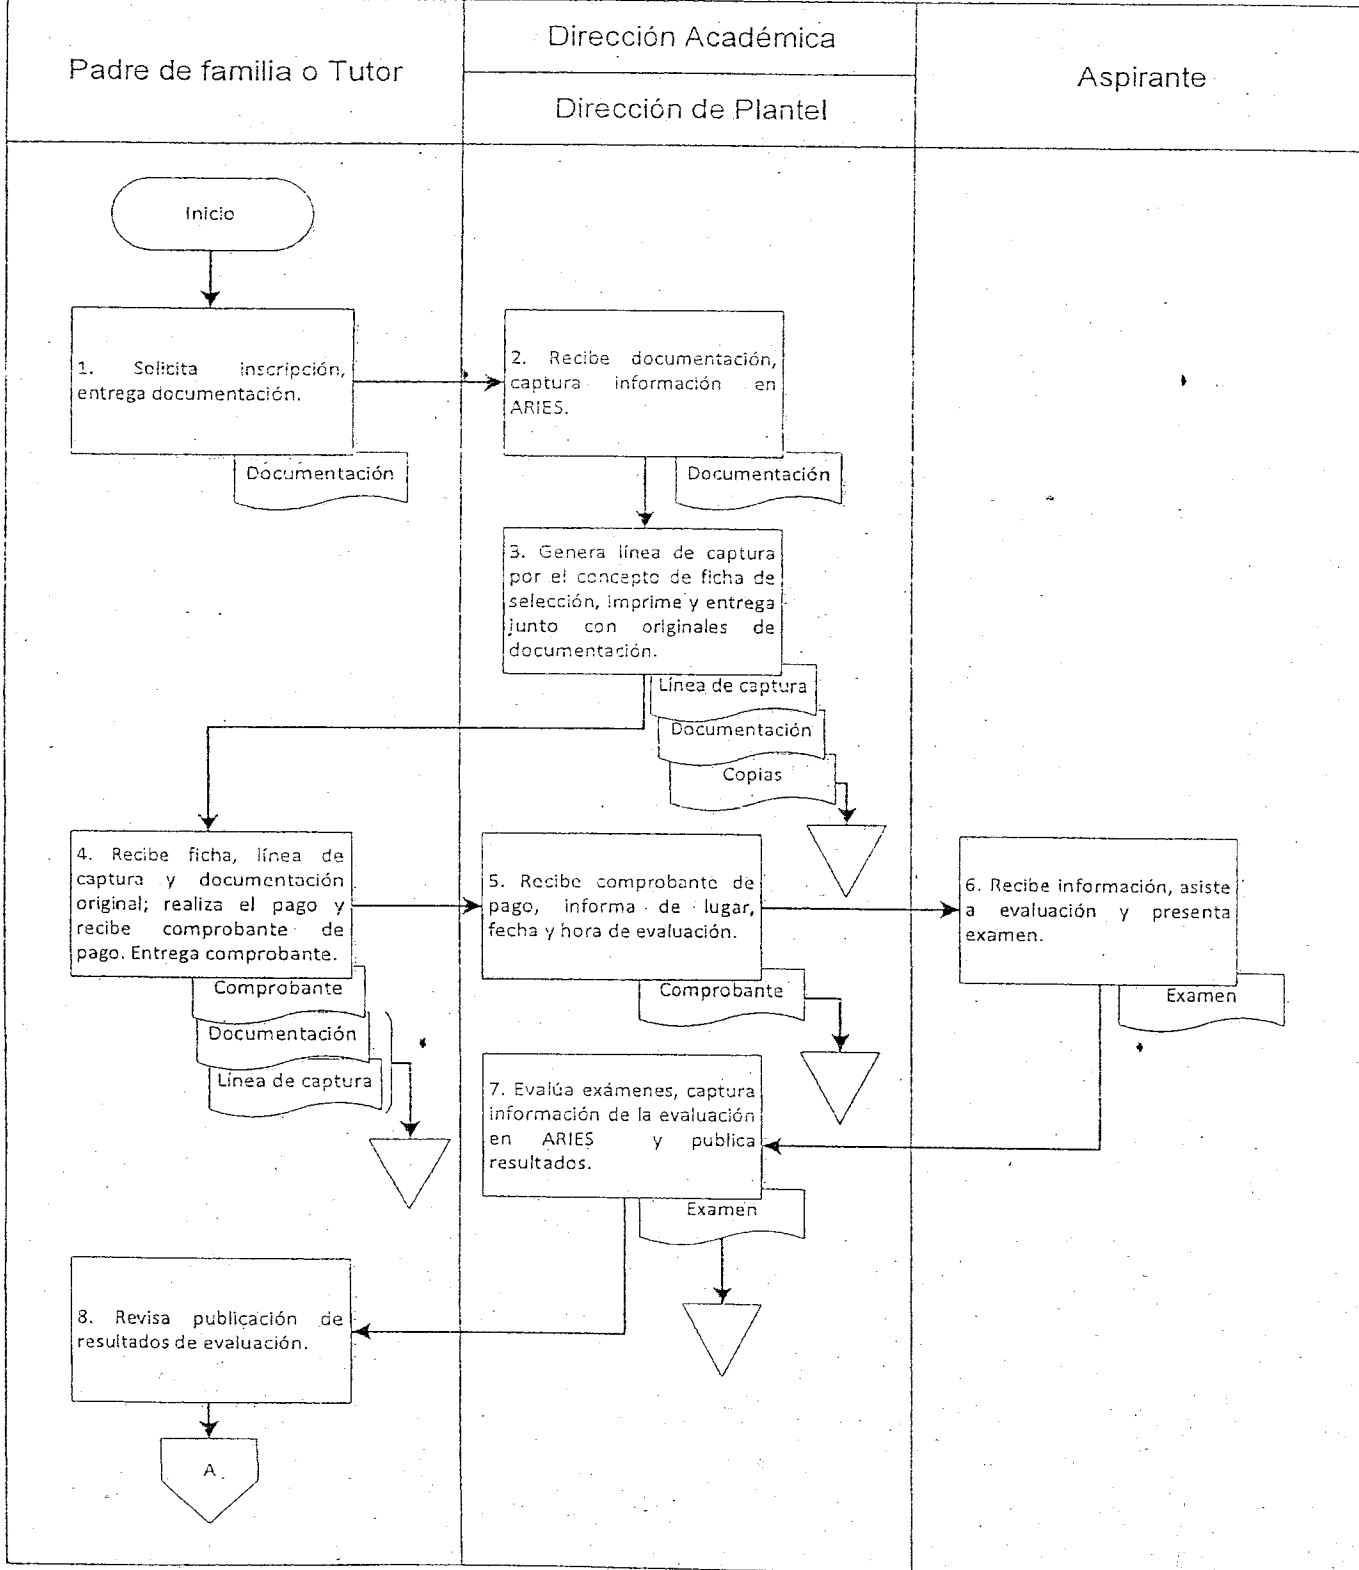 Padre de familia o Tutor
Dirección Académica
Dirección de Plantel
Aspirante
Inicio
1. Solicita inscripción,
entrega documentación.
Documentación
2. Recibe documentación,
captura información en
ARIES.
Documentación
3. Genera línea de captura
por el concepto de ficha de
selección, imprime y entrega
junto con originales de
documentación.
Línea de captura
Documentación
Copias
4. Recibe ficha, línea de
captura y documentación
original; realiza el pago y
recibe comprobante de
pago. Entrega comprobante.
Comprobante
Documentación
Línea de captura
5. Recibe comprobante de
pago, informa de lugar,
fecha y hora de evaluación.
Comprobante
6. Recibe información, asiste
a evaluación y presenta
examen.
Examen
7. Evalúa exámenes, captura
información de la evaluación
en ARIES y publica
resultados.
Examen
8. Revisa publicación de
resultados de evaluación.
A